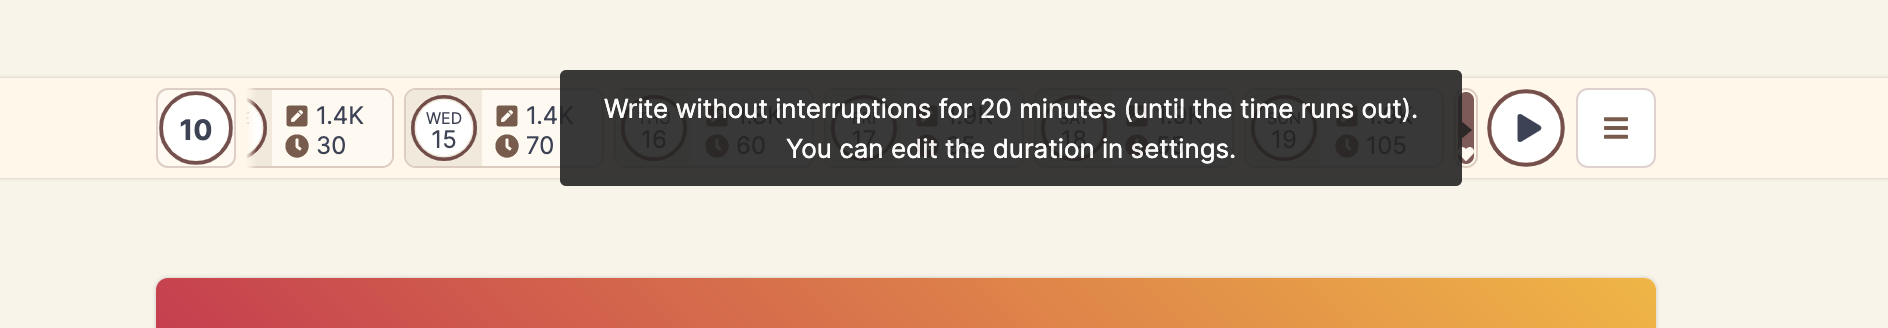 10
1.4K
30
WED
15
1.4K
70
Write without interruptions for 20 minutes (until the time runs out).
You can edit the duration in settings.
16
60
17
18
19
105